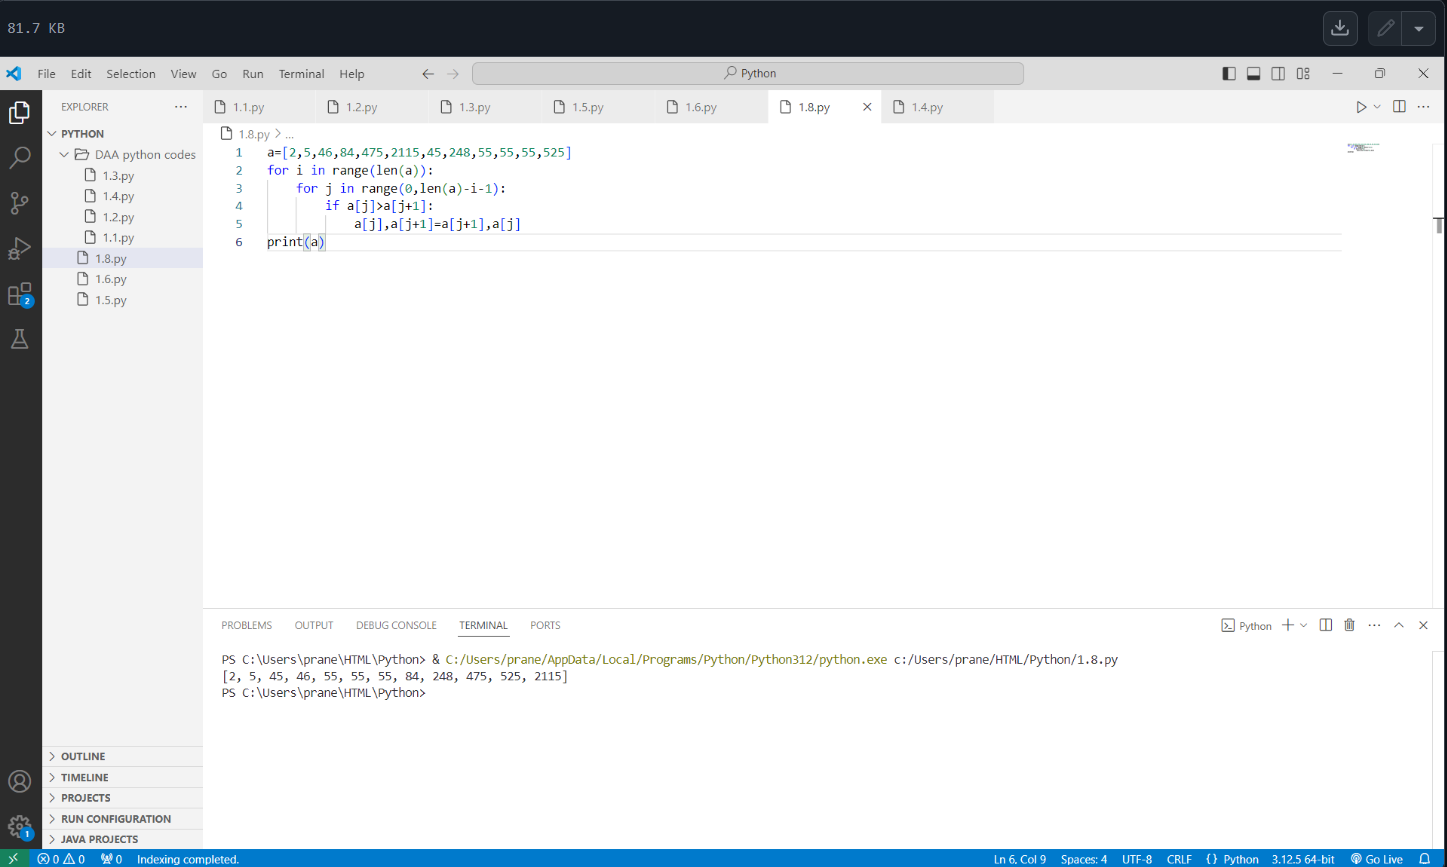 81.7 KB
File Edit Selection View Go Run Terminal Help
Python
EXPLORER
1.1.py 1.2.py 1.3.py 1.5.py 1.6.py 1.8.py 1.4.py
PYTHON
DAA python codes
1.3.py
1.4.py
1.2.py
1.1.py
1.8.py
1.6.py
1.5.py
2
1.8.py > ...
1 a=[2,5,46,84,475,2115,45,248,55,55,55,525]
2 for i in range(len(a)):
3     for j in range(0,len(a)-i-1):
4         if a[j]>a[j+1]:
5             a[j],a[j+1]=a[j+1],a[j]
6 print(a)
PROBLEMS OUTPUT DEBUG CONSOLE TERMINAL PORTS
Python
PS C:\Users\prane\HTML\Python> & C:/Users/prane/AppData/Local/Programs/Python/Python312/python.exe c:/Users/prane/HTML/Python/1.8.py
[2, 5, 45, 46, 55, 55, 55, 84, 248, 475, 525, 2115]
PS C:\Users\prane\HTML\Python>
OUTLINE
TIMELINE
PROJECTS
RUN CONFIGURATION
JAVA PROJECTS
1
0 0 0 Indexing completed.
Ln 6, Col 9 Spaces: 4 UTF-8 CRLF {} Python 3.12.5 64-bit Go Live